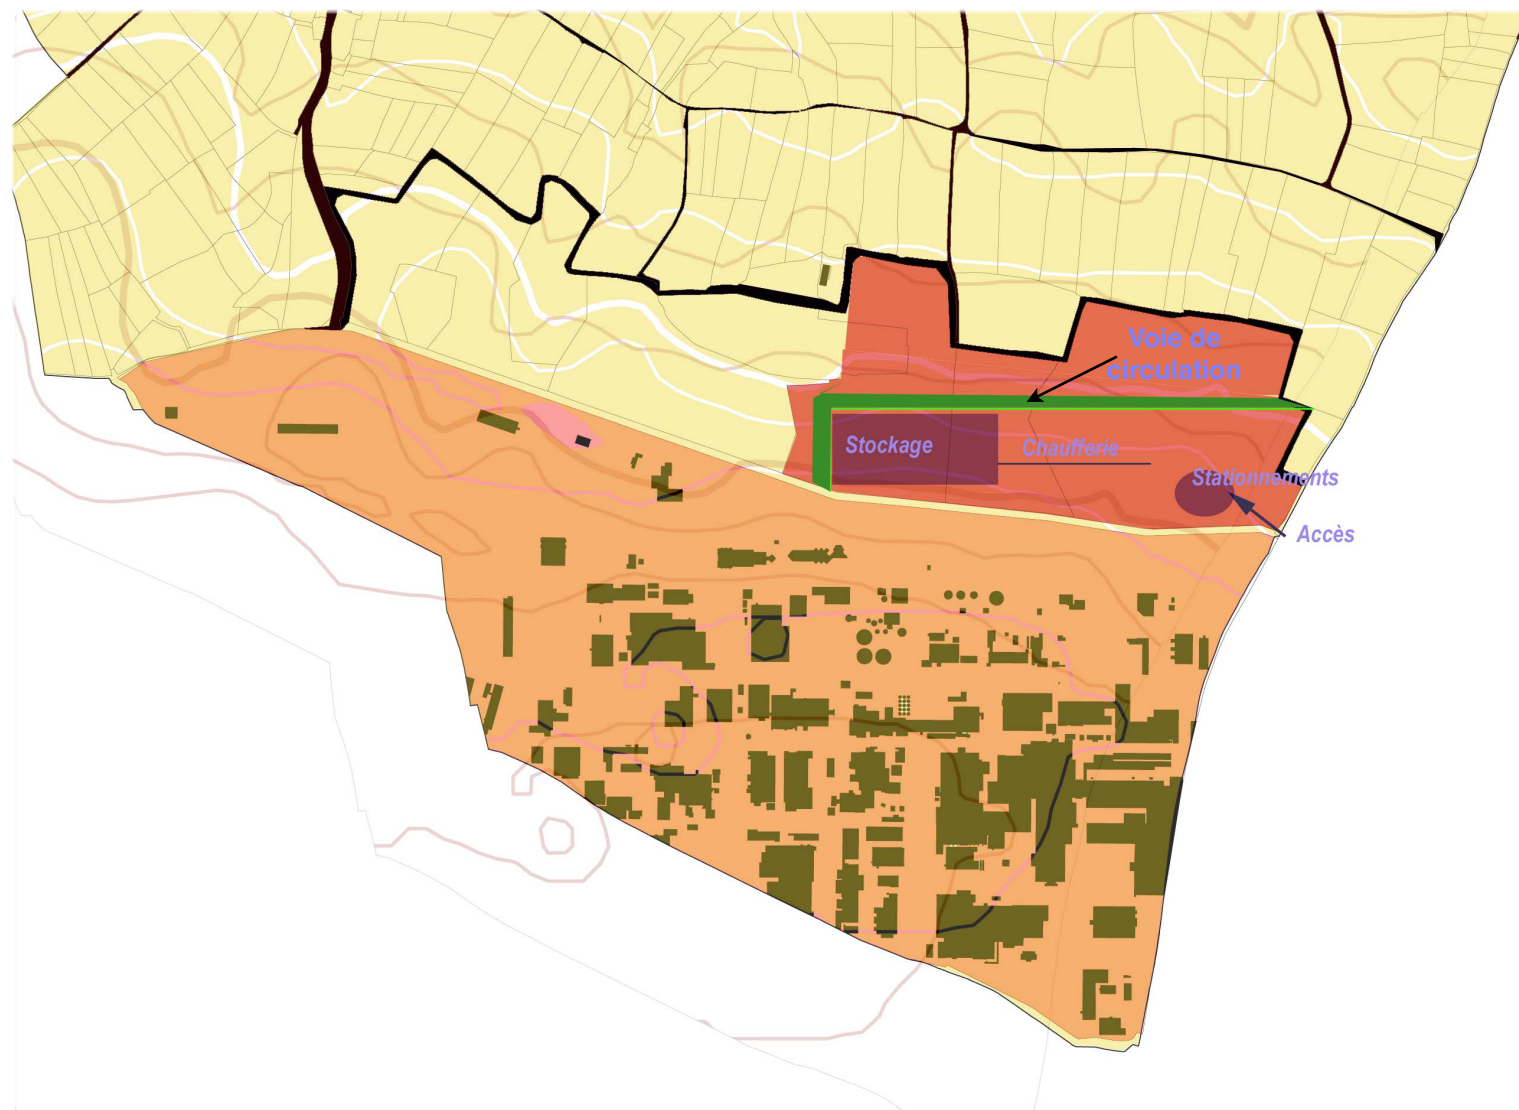 Voie de
circulation
Stockage
Chaufferie
Stationnements
Accès